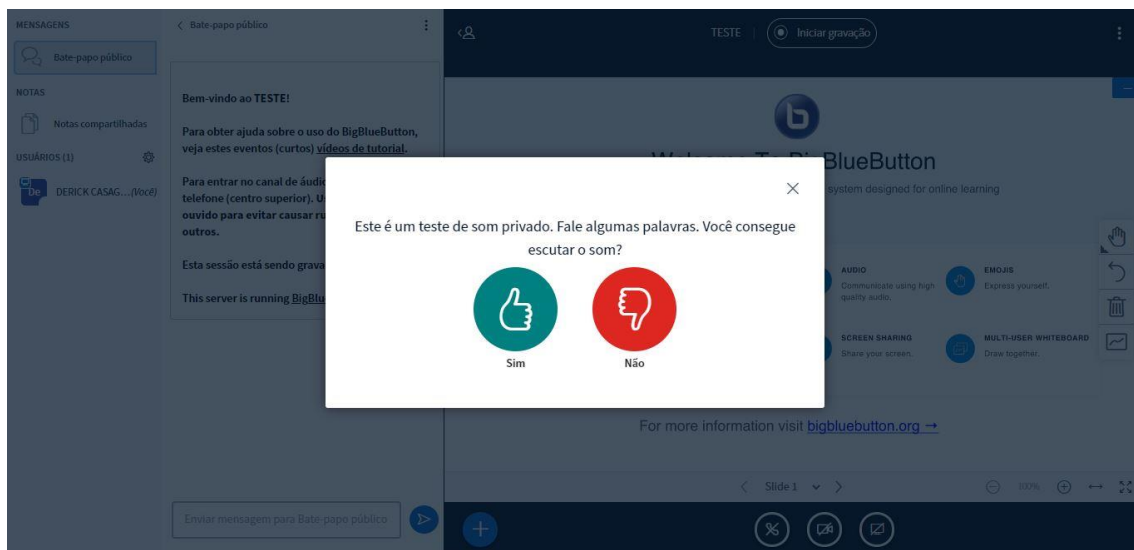 MENSAGENS
Bate-papo público
NOTAS
Notas compartilhadas
USUÁRIOS (1)
De
DERICK CASAG... (Você)
Bate-papo público
Bem-vindo ao TESTE!
Para obter ajuda sobre o uso do BigBlueButton,
veja estes eventos (curtos) vídeos de tutorial.
Para entrar no canal de áudio
telefone (centro superior).
ouvido para evitar causar
outros.
Esta sessão está sendo
This server is running
TESTE
Iniciar gravação
b
Welcome To BigBlueButton
system designed for online learning
Este é um teste de som privado. Fale algumas palavras. Você consegue
escutar o som?
Sim
Não
AUDIO
Communicate using high
quality audio.
EMOJIS
Express yourself.
SCREEN SHARING
Share your screen.
MULTI-USER WHITEBOARD
Draw together.
For more information visit bigbluebutton.org →
Slide 1
100%
Enviar mensagem para Bate-papo público